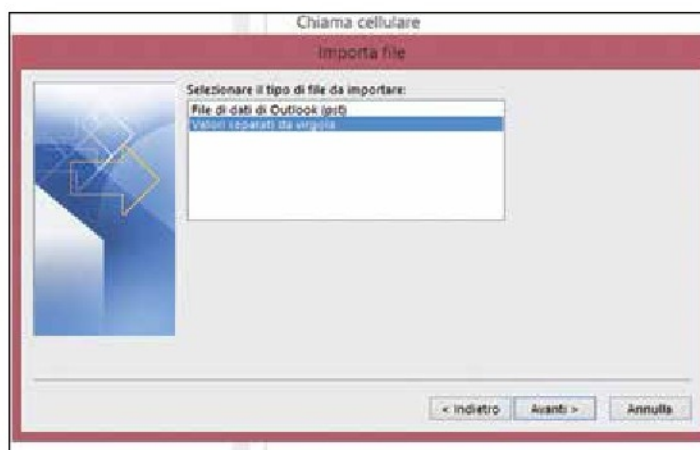 Chiama cellulare
Importa file
Selezionare il tipo di file da importare:
File di dati di Outlook (pst)
Valori separati da virgola
< Indietro
Avanti >
Annulla